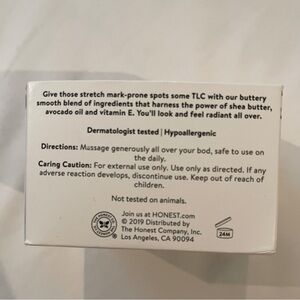 Give those stretch mark-prone spots some TLC with our buttery
smooth blend of ingredients that harness the power of shea butter,
avocado oil and vitamin E. You'll look and feel radiant all over.
Dermatologist tested | Hypoallergenic
Directions: Massage generously all over your bod, safe to use on
the daily.
Caring Caution: For external use only. Use only as directed. If any
adverse reaction develops, discontinue use. Keep out of reach of
children.
Not tested on animals.
Join us at HONEST.com
© 2019 Distributed by
The Honest Company, Inc.
Los Angeles, CA 90094
24M